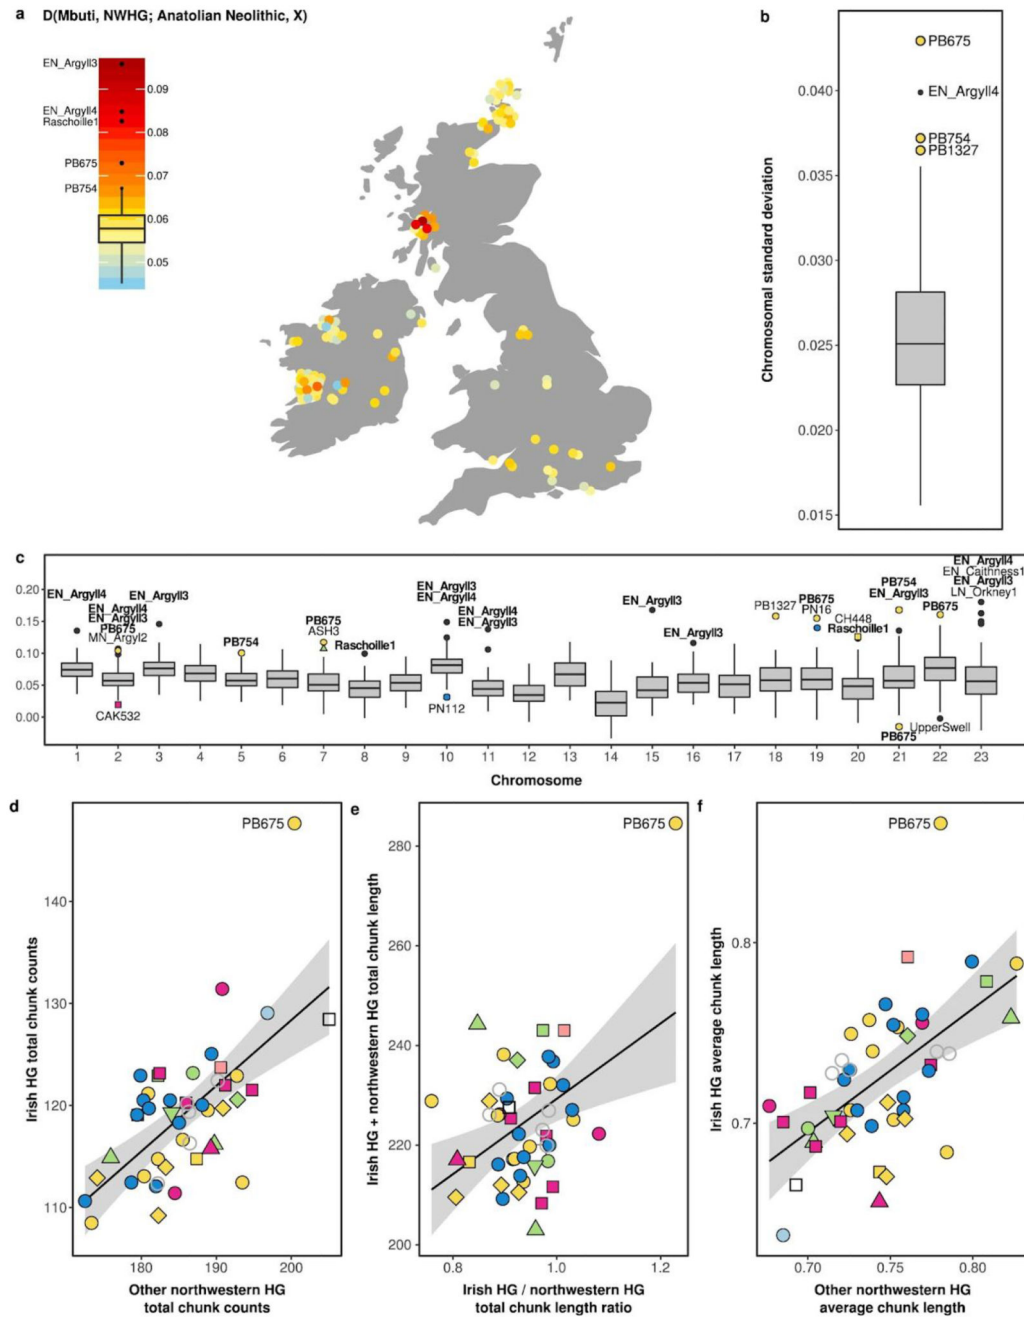 a D(Mbuti, NWHG; Anatolian Neolithic, X)
EN_Argyll3
0.09
EN_Argyll4
Raschoille1
0.08
PB675
0.07
PB754
0.06
0.05
b
Chromosomal standard deviation
0.040
0.035
0.030
0.025
0.020
0.015
PB675
EN_Argyll4
PB754
PB1327
c
0.20
0.15
0.10
0.05
0.00
EN_Argyll4
EN_Argyll4
EN_Argyll3
PB675
MN_Argyl2
CAK532
EN_Argyll3
PB754
PB675
ASH3
Raschoille1
EN_Argyll3
EN_Argyll4
PN112
EN_Argyll3
EN_Argyll4
EN_Argyll3
EN_Argyll3
PB1327
PB675
PN16
CH448
Raschoille1
PB754
EN_Argyll3
PB675
PB675
UpperSwell
EN_Argyll4
EN_Caithness1
EN_Argyll3
LN_Orkney1
1 2 3 4 5 6 7 8 9 10 11 12 13 14 15 16 17 18 19 20 21 22 23
Chromosome
d
Irish HG total chunk counts
140
130
120
110
PB675
180 190 200
Other northwestern HG
total chunk counts
e
Irish HG + northwestern HG total chunk length
280
260
240
220
200
PB675
0.8 1.0 1.2
Irish HG / northwestern HG
total chunk length ratio
f
Irish HG average chunk length
0.8
0.7
PB675
0.70 0.75 0.80
Other northwestern HG
average chunk length